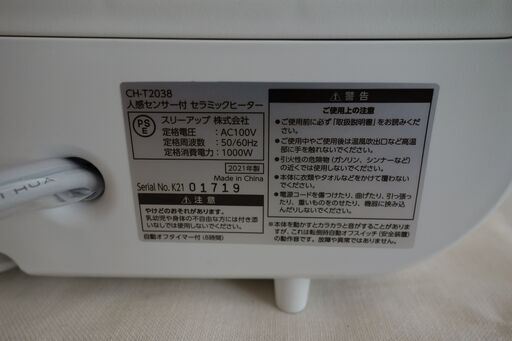 CH-T2038
人感センサー付 セラミックヒーター
PS
E
スリーアップ 株式会社
定格電圧 : AC100V
定格周波数 : 50/60Hz
定格消費電力 : 1000W
2021年製
Made in China
Serial No. K21 01719
注 意
やけどのおそれがあります。
乳幼児や身体の不自由な方には付き添
いなしでは使用しないでください。
自動オフタイマー付(8時間)
警 告
ご使用上の注意
●ご使用前に必ず「取扱説明書」をお読みくだ
さい。
●ご使用中やご使用後は温風吹出口など高温
部に手を触れないでください。
●引火性の危険物(ガソリン、シンナーなど)
の近くでは使用しないでください。
●本体に衣類やタオルなどをかけて覆わない
でください。
●電源コードを傷つけたり、曲げたり、引っ張っ
たり、重いものをのせたり、機器に挟み込
んだりしないでください。
※本体を動かすとカラカラと音がすることがありま
すが、これは転倒時自動オフスイッチ(安全装置)
の動作音です。故障や異常ではありません。
T HUA